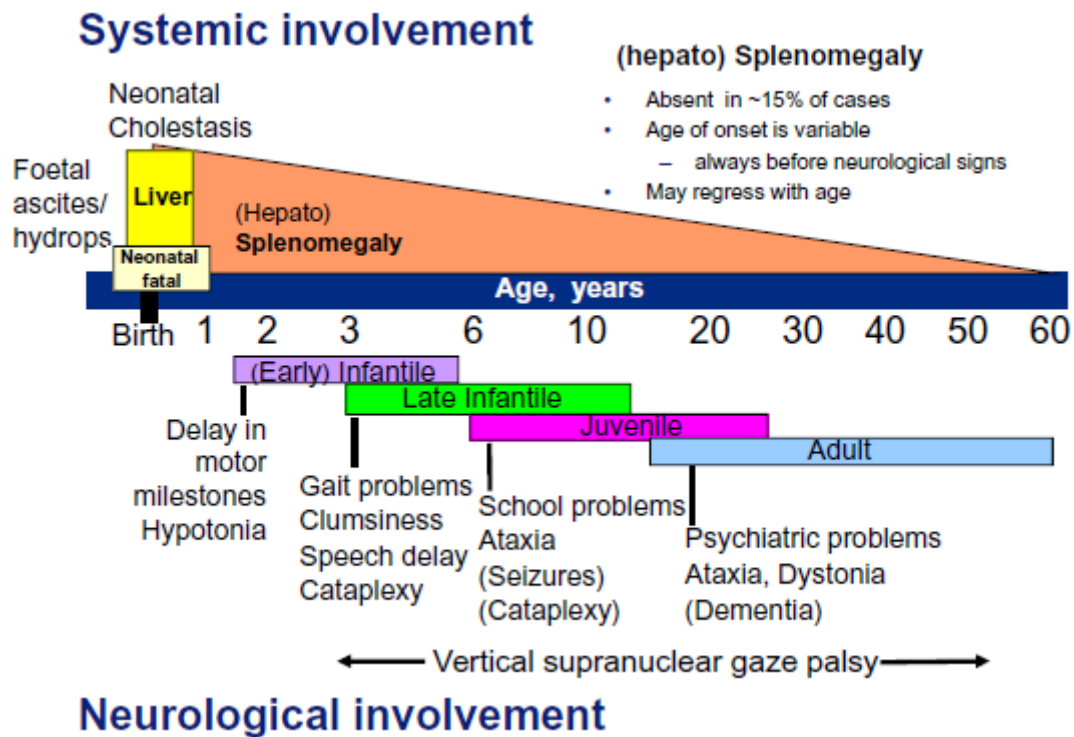 Systemic involvement
(hepato) Splenomegaly
• Absent in ~15% of cases
• Age of onset is variable
– always before neurological signs
• May regress with age
Neonatal
Cholestasis
Foetal
ascites/
hydrops
Liver
(Hepato)
Splenomegaly
Neonatal
fatal
Age, years
Birth 1 2 3 6 10 20 30 40 50 60
(Early) Infantile
Late Infantile
Juvenile
Adult
Delay in
motor
milestones
Hypotonia
Gait problems
Clumsiness
Speech delay
Cataplexy
School problems
Ataxia
(Seizures)
(Cataplexy)
Psychiatric problems
Ataxia, Dystonia
(Dementia)
Vertical supranuclear gaze palsy
Neurological involvement